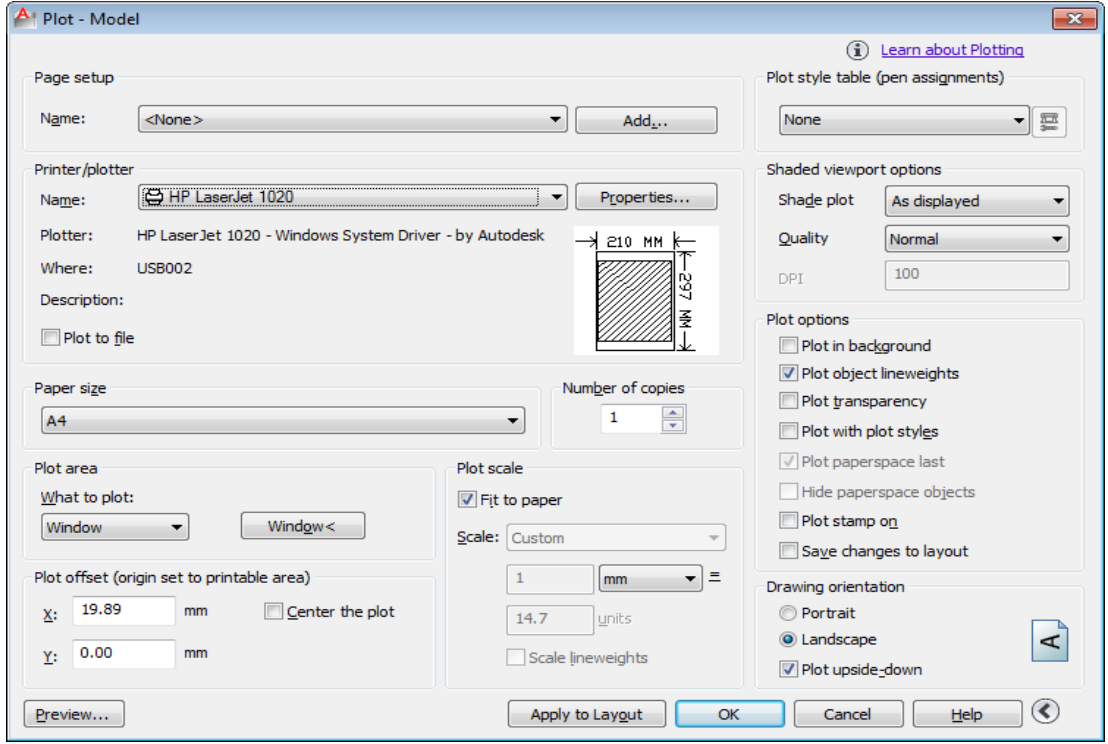 Plot - Model
Learn about Plotting
Page setup
Name: <None> Add...
Plot style table (pen assignments)
None
Printer/plotter
Name: HP LaserJet 1020 Properties...
Plotter: HP LaserJet 1020 - Windows System Driver - by Autodesk
Where: USB002
Description:
Plot to file
210 MM
297 MM
Shaded viewport options
Shade plot As displayed
Quality Normal
DPI 100
Paper size
A4
Number of copies
1
Plot options
Plot in background
Plot object lineweights
Plot transparency
Plot with plot styles
Plot paperspace last
Hide paperspace objects
Plot stamp on
Save changes to layout
Plot area
What to plot:
Window Window<
Plot scale
Fit to paper
Scale: Custom
1 mm =
14.7 units
Scale lineweights
Plot offset (origin set to printable area)
X: 19.89 mm Center the plot
Y: 0.00 mm
Drawing orientation
Portrait
Landscape
Plot upside-down
A
Preview... Apply to Layout OK Cancel Help